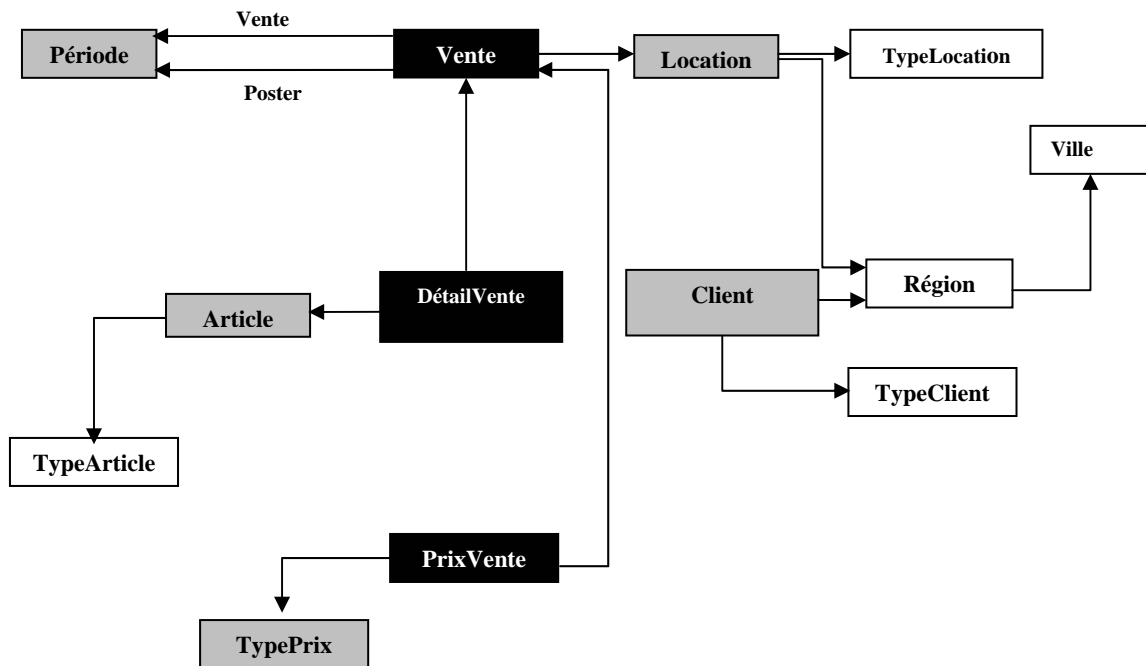 Vente
Période
Vente
Location
TypeLocation
Poster
Ville
DétailVente
Client
Région
Article
TypeClient
TypeArticle
PrixVente
TypePrix